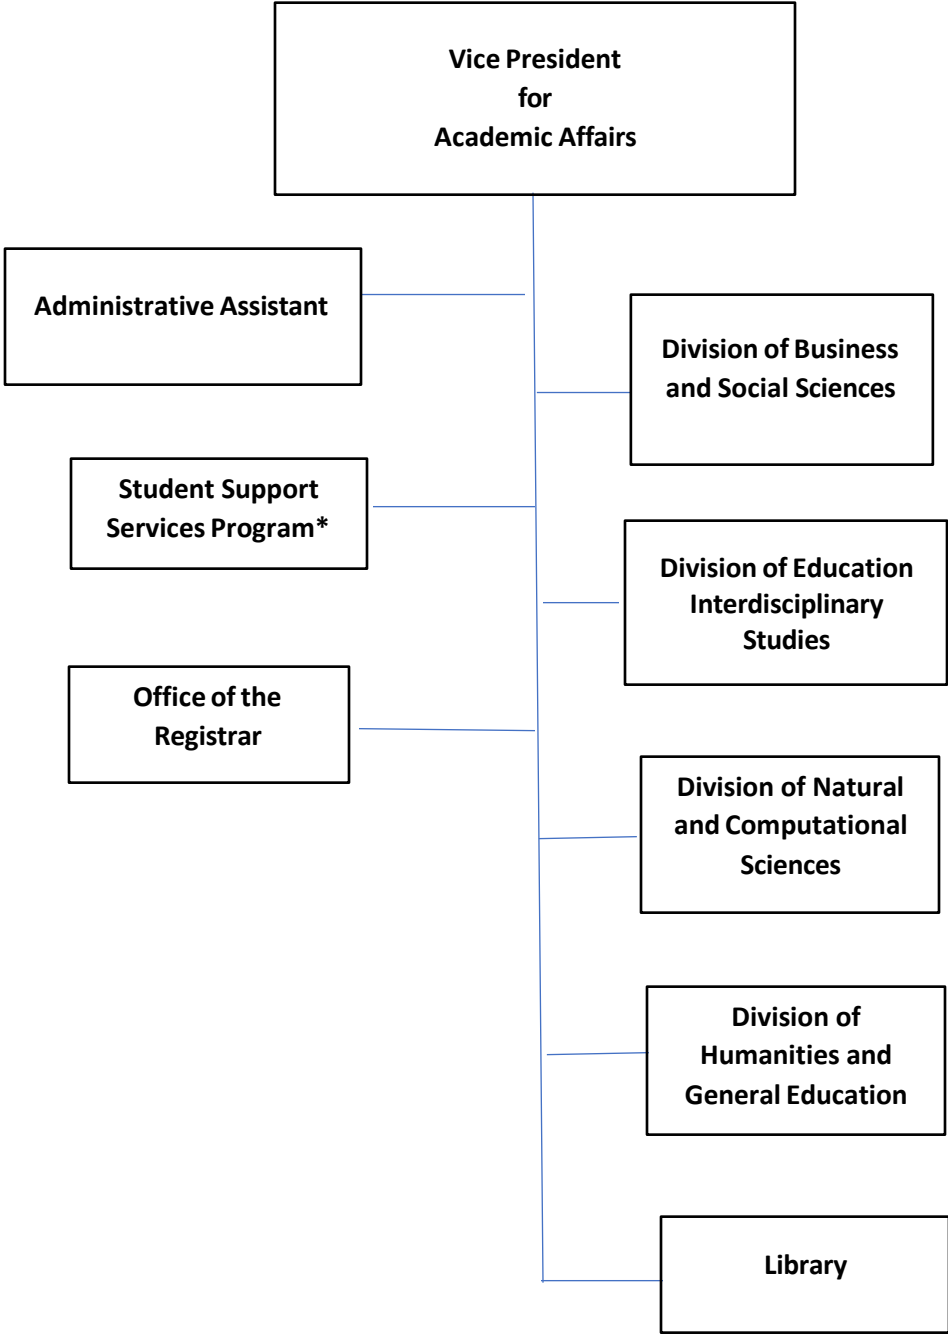 Vice President
for
Academic Affairs
Administrative Assistant
Division of Business
and Social Sciences
Student Support
Services Program*
Division of Education
Interdisciplinary
Studies
Office of the
Registrar
Division of Natural
and Computational
Sciences
Division of
Humanities and
General Education
Library